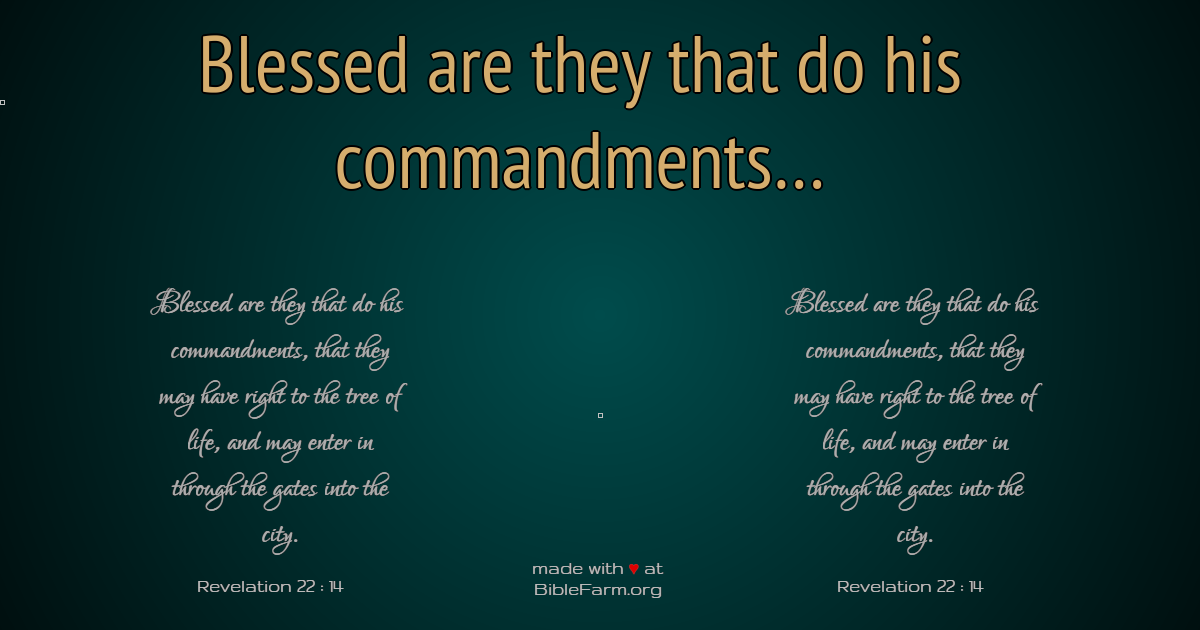 Blessed are they that do his
commandments...
Blessed are they that do his
commandments, that they
may have right to the tree of
life, and may enter in
through the gates into the
city.
Revelation 22 : 14
Blessed are they that do his
commandments, that they
may have right to the tree of
life, and may enter in
through the gates into the
city.
Revelation 22 : 14
made with ♥ at
BibleFarm.org